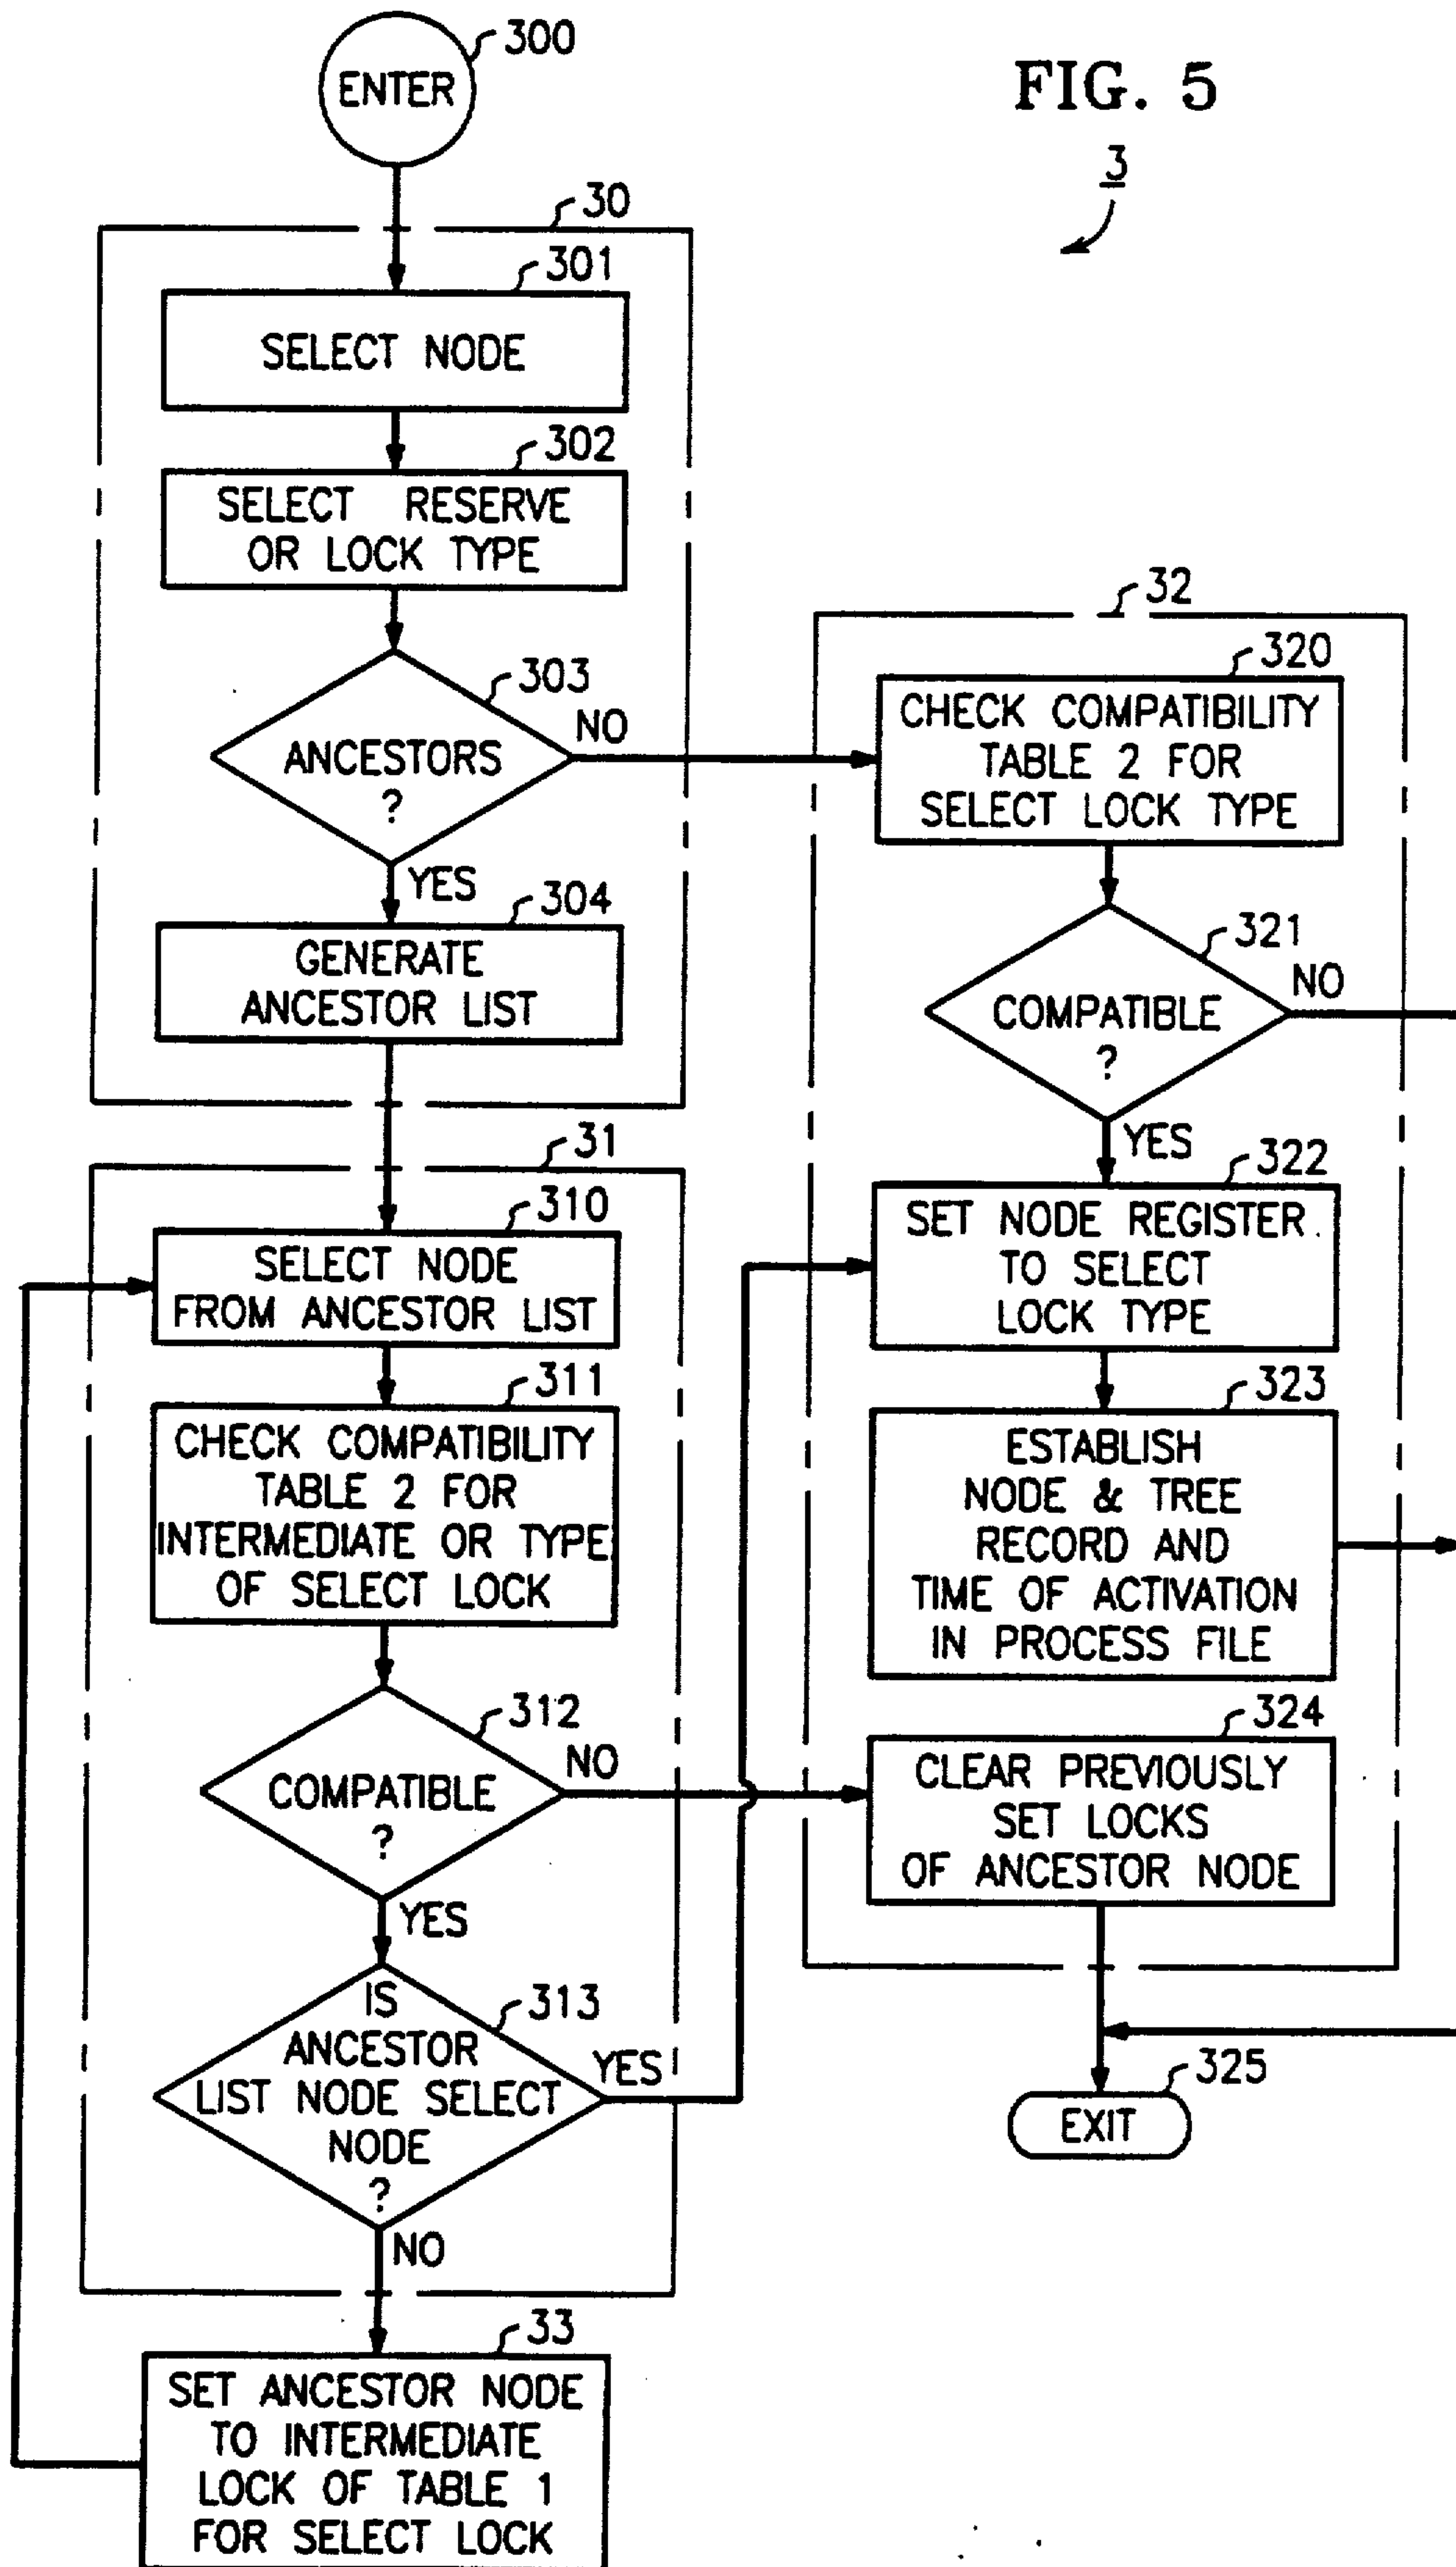 FIG. 5
3
300
ENTER
30
301
SELECT NODE
302
SELECT RESERVE
OR LOCK TYPE
303
ANCESTORS
?
NO
YES
304
GENERATE
ANCESTOR LIST
31
310
SELECT NODE
FROM ANCESTOR LIST
311
CHECK COMPATIBILITY
TABLE 2 FOR
INTERMEDIATE OR TYPE
OF SELECT LOCK
312
COMPATIBLE
?
NO
YES
313
IS
ANCESTOR
LIST NODE SELECT
NODE
?
YES
NO
33
SET ANCESTOR NODE
TO INTERMEDIATE
LOCK OF TABLE 1
FOR SELECT LOCK
32
320
CHECK COMPATIBILITY
TABLE 2 FOR
SELECT LOCK TYPE
321
COMPATIBLE
?
NO
YES
322
SET NODE REGISTER
TO SELECT
LOCK TYPE
323
ESTABLISH
NODE & TREE
RECORD AND
TIME OF ACTIVATION
IN PROCESS FILE
324
CLEAR PREVIOUSLY
SET LOCKS
OF ANCESTOR NODE
325
EXIT